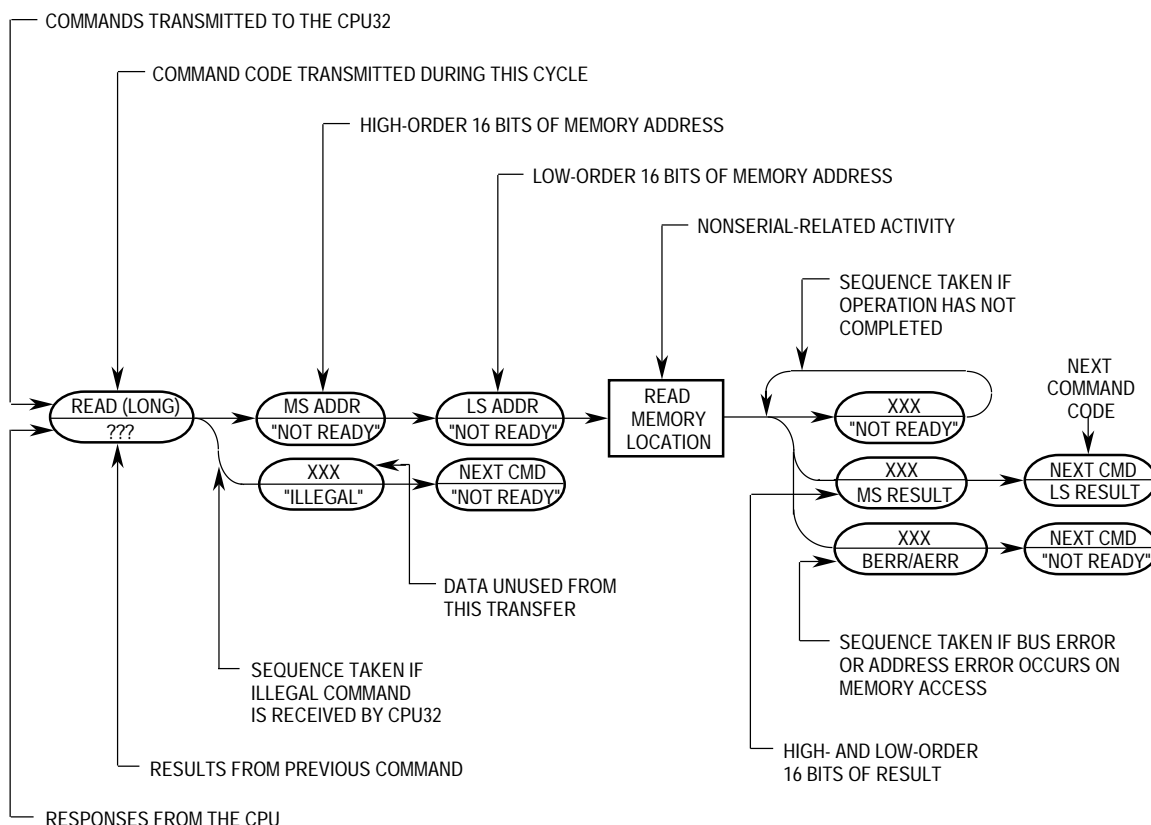 COMMANDS TRANSMITTED TO THE CPU32
COMMAND CODE TRANSMITTED DURING THIS CYCLE
HIGH-ORDER 16 BITS OF MEMORY ADDRESS
LOW-ORDER 16 BITS OF MEMORY ADDRESS
NONSERIAL-RELATED ACTIVITY
SEQUENCE TAKEN IF
OPERATION HAS NOT
COMPLETED
NEXT
COMMAND
CODE
READ (LONG)
???
MS ADDR
"NOT READY"
LS ADDR
"NOT READY"
READ
MEMORY
LOCATION
XXX
"NOT READY"
XXX
"ILLEGAL"
NEXT CMD
"NOT READY"
XXX
MS RESULT
NEXT CMD
LS RESULT
XXX
BERR/AERR
NEXT CMD
"NOT READY"
DATA UNUSED FROM
THIS TRANSFER
SEQUENCE TAKEN IF
ILLEGAL COMMAND
IS RECEIVED BY CPU32
SEQUENCE TAKEN IF BUS ERROR
OR ADDRESS ERROR OCCURS ON
MEMORY ACCESS
HIGH- AND LOW-ORDER
16 BITS OF RESULT
RESULTS FROM PREVIOUS COMMAND
RESPONSES FROM THE CPU